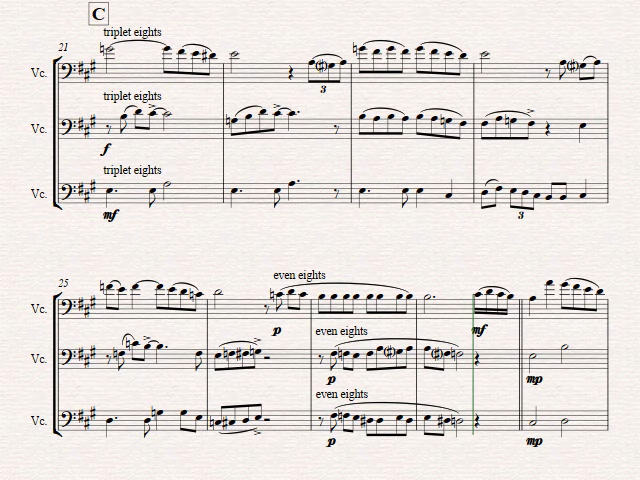 C
triplet eights
21
Vc.
3
triplet eights
Vc.
f
triplet eights
Vc.
mf
3
25
even eights
Vc.
p
mf
even eights
Vc.
p
mp
even eights
Vc.
p
mp